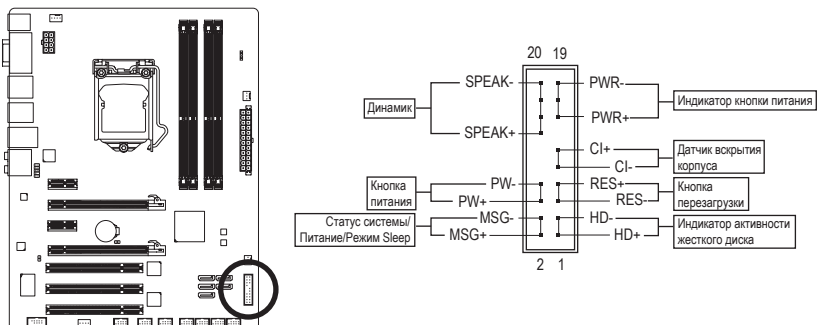 20 19
SPEAK-
PWR-
Динамик
Индикатор кнопки питания
PWR+
SPEAK+
CI+
Датчик вскрытия
корпуса
CI-
Кнопка
питания
PW-
RES+
Кнопка
перезагрузки
PW+
RES-
Статус системы/
Питание/Режим Sleep
MSG-
HD-
Индикатор активности
жесткого диска
MSG+
HD+
2 1